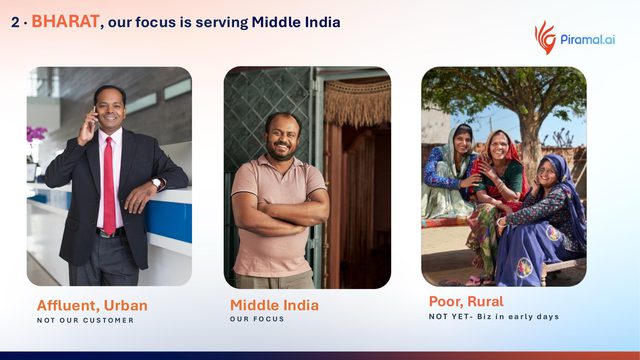 2 · BHARAT, our focus is serving Middle India
Piramal.ai
Affluent, Urban
NOT OUR CUSTOMER
Middle India
OUR FOCUS
Poor, Rural
NOT YET- Biz in early days